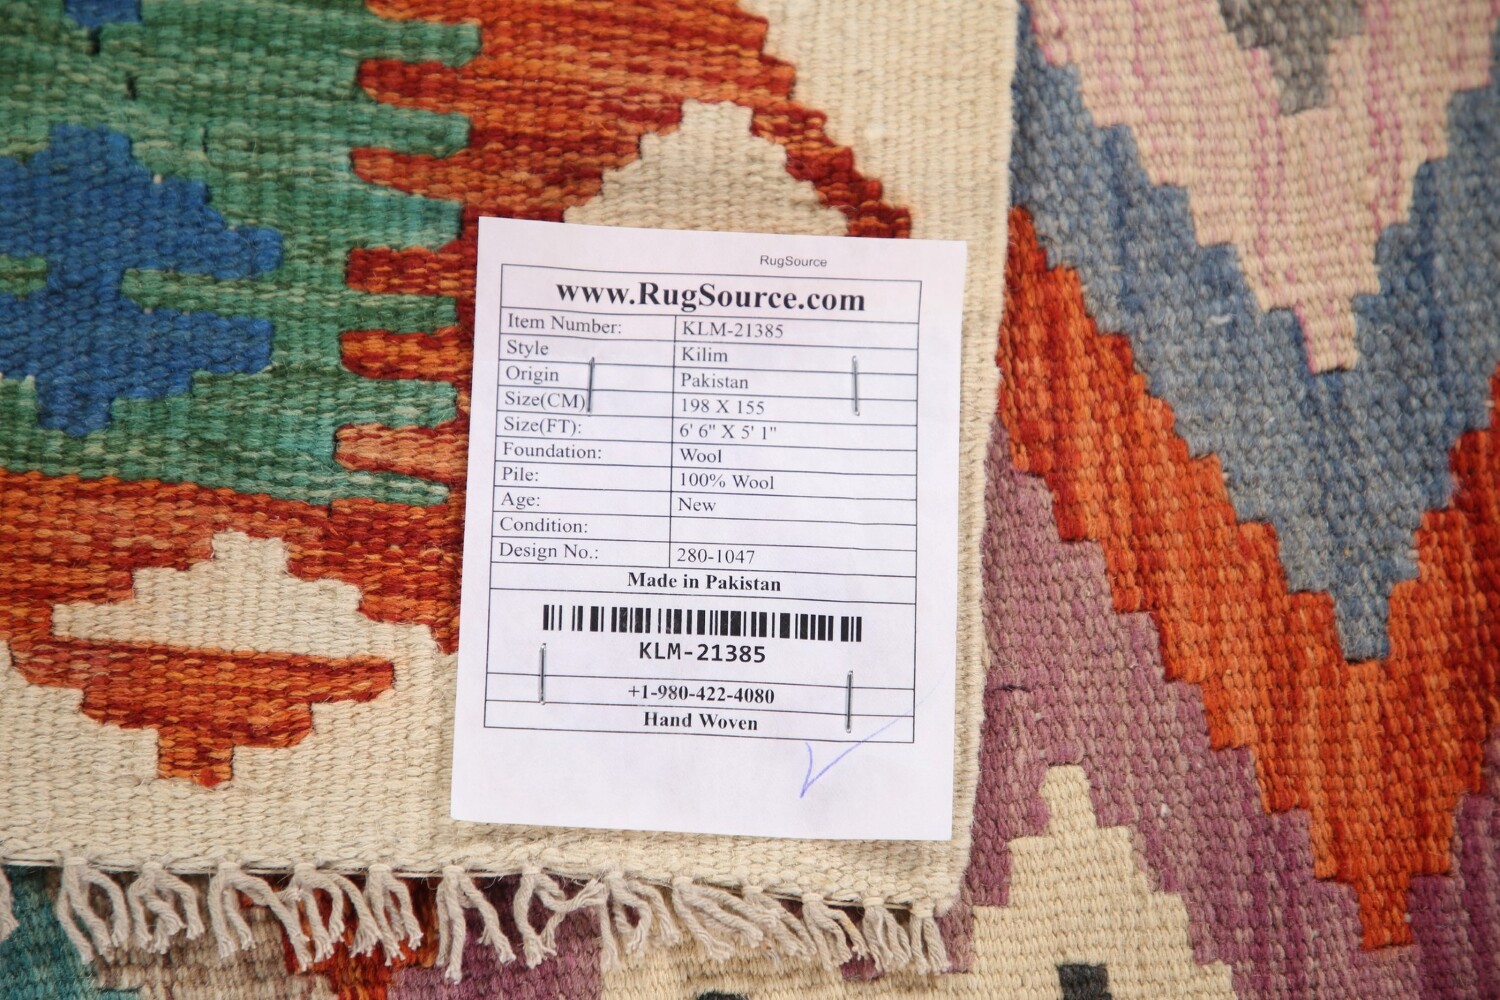 RugSource
www.RugSource.com
Item Number: KLM-21385
Style Kilim
Origin Pakistan
Size(CM) 198 X 155
Size(FT): 6' 6" X 5' 1"
Foundation: Wool
Pile: 100% Wool
Age: New
Condition:
Design No.: 280-1047
Made in Pakistan
KLM-21385
+1-980-422-4080
Hand Woven